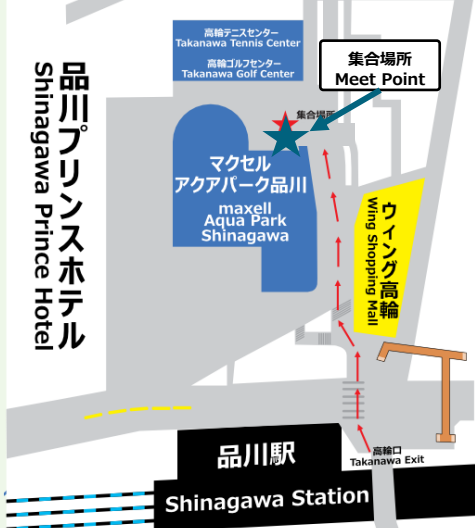 高輪テニスセンター
Takanawa Tennis Center
高輪ゴルフセンター
Takanawa Golf Center
集合場所
Meet Point
集合場所
品川プリンスホテル
Shinagawa Prince Hotel
マクセル
アクアパーク品川
maxell
Aqua Park
Shinagawa
ウィング高輪
Wing Shopping Mall
高輪口
Takanawa Exit
品川駅
Shinagawa Station